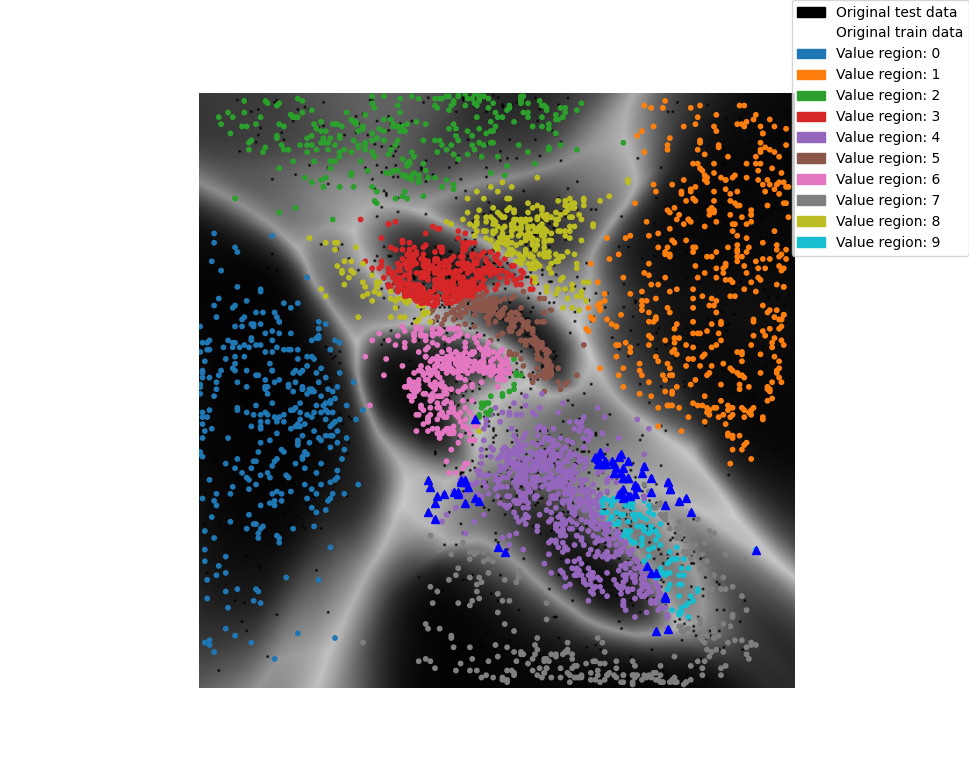 Original test data
Original train data
Value region: 0
Value region: 1
Value region: 2
Value region: 3
Value region: 4
Value region: 5
Value region: 6
Value region: 7
Value region: 8
Value region: 9